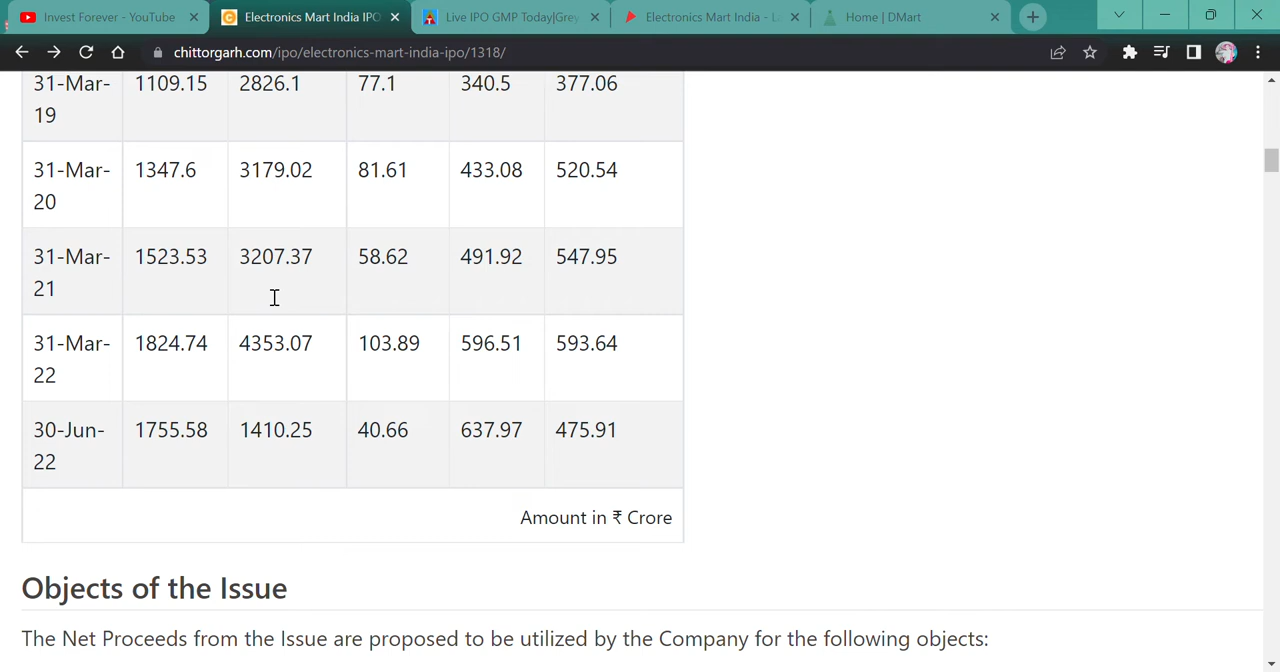 Invest Forever - YouTube
Electronics Mart India IPO
Live IPO GMP Today|Grey
Electronics Mart India - L
Home | DMart
chittorgarh.com/ipo/electronics-mart-india-ipo/1318/
31-Mar-19 1109.15 2826.1 77.1 340.5 377.06
31-Mar-20 1347.6 3179.02 81.61 433.08 520.54
31-Mar-21 1523.53 3207.37 58.62 491.92 547.95
31-Mar-22 1824.74 4353.07 103.89 596.51 593.64
30-Jun-22 1755.58 1410.25 40.66 637.97 475.91
Amount in ₹ Crore
Objects of the Issue
The Net Proceeds from the Issue are proposed to be utilized by the Company for the following objects: